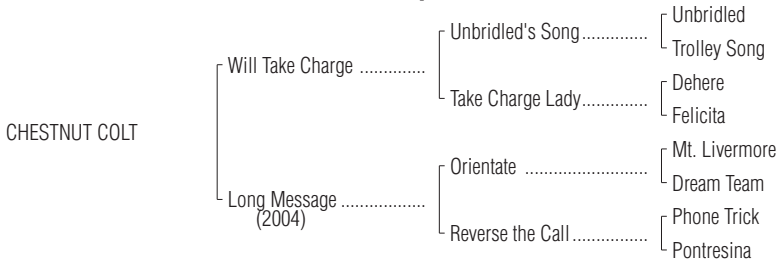 Unbridled
Unbridled's Song..............
Trolley Song
Will Take Charge ..............
Dehere
Take Charge Lady..............
Felicita
CHESTNUT COLT
Mt. Livermore
Orientate ..........................
Dream Team
Long Message ..................
(2004)
Phone Trick
Reverse the Call................
Pontresina